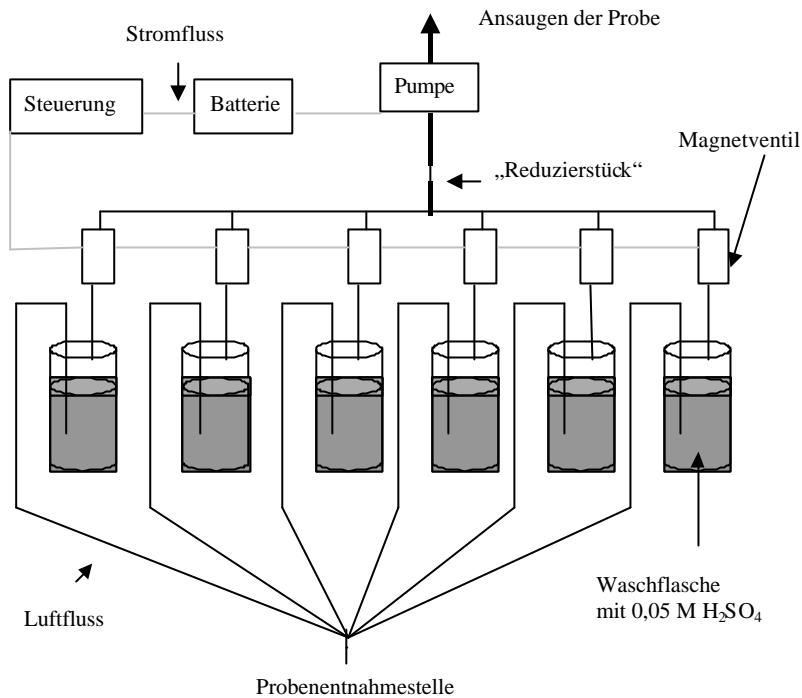 Ansaugen der Probe
Stromfluss
Steuerung
Batterie
Pumpe
Magnetventil
„Reduzierstück“
Luftfluss
Waschflasche
mit 0,05 M H₂SO₄
Probenentnahmestelle